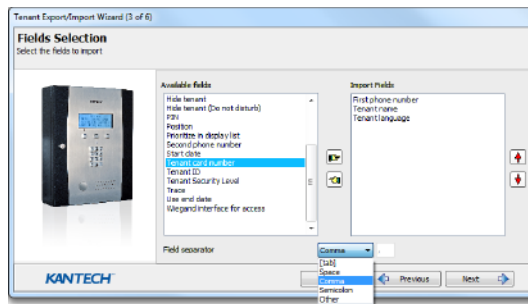 Tenant Export/Import Wizard (3 of 6)
Fields Selection
Select the fields to import
Available fields
Hide tenant
Hide tenant (Do not disturb)
PIN
Position
Prioritize in display list
Second phone number
Start date
Tenant card number
Tenant ID
Tenant Security Level
Trace
Use end date
Wiegand interface for access
Import Fields
First phone number
Tenant name
Tenant language
Field separator
Comma
[tab]
Space
Comma
Semicolon
Other
KANTECH
Previous
Next